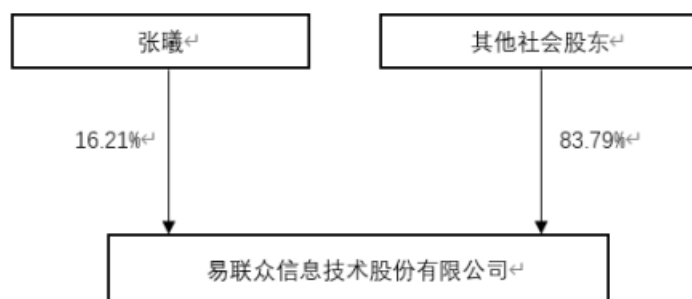 张曦
其他社会股东
16.21%
83.79%
易联众信息技术股份有限公司